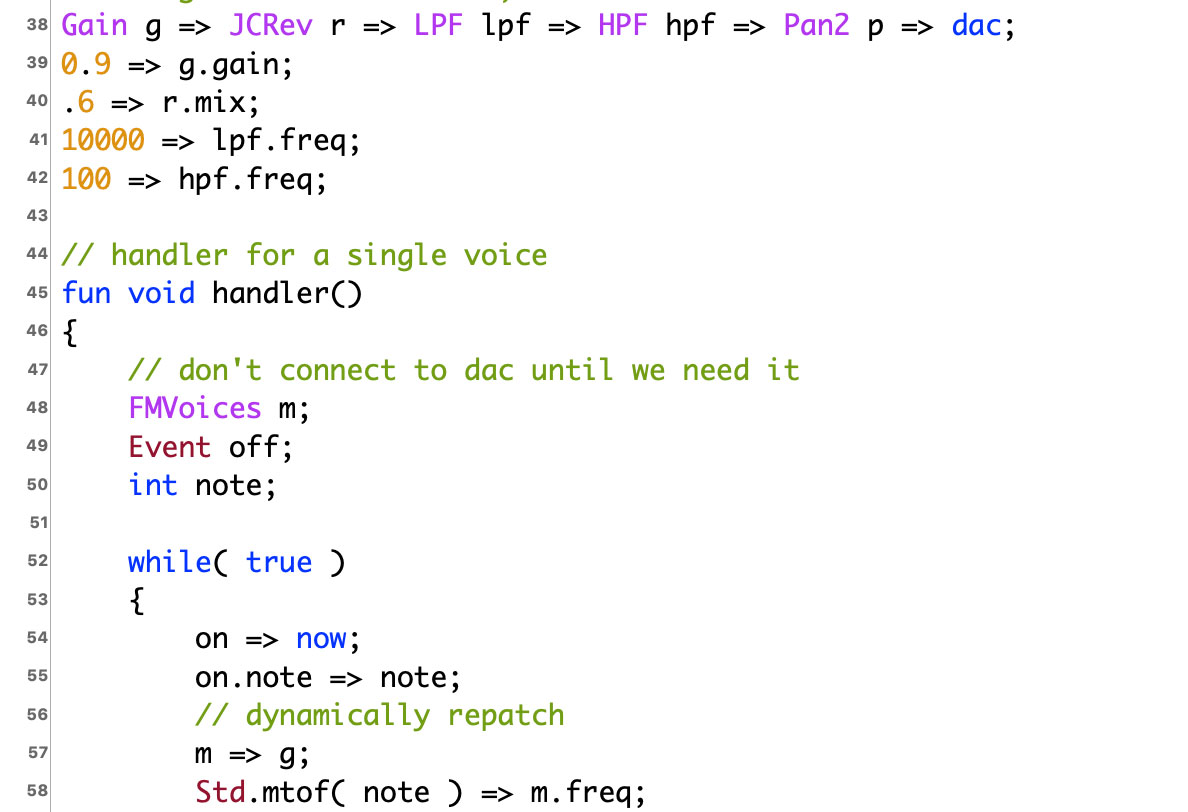 38 Gain g => JCRev r => LPF lpf => HPF hpf => Pan2 p => dac;
39 0.9 => g.gain;
40 .6 => r.mix;
41 10000 => lpf.freq;
42 100 => hpf.freq;
43
44 // handler for a single voice
45 fun void handler()
46 {
47     // don't connect to dac until we need it
48     FMVoices m;
49     Event off;
50     int note;
51
52     while( true )
53     {
54         on => now;
55         on.note => note;
56         // dynamically repatch
57         m => g;
58         Std.mtof( note ) => m.freq;